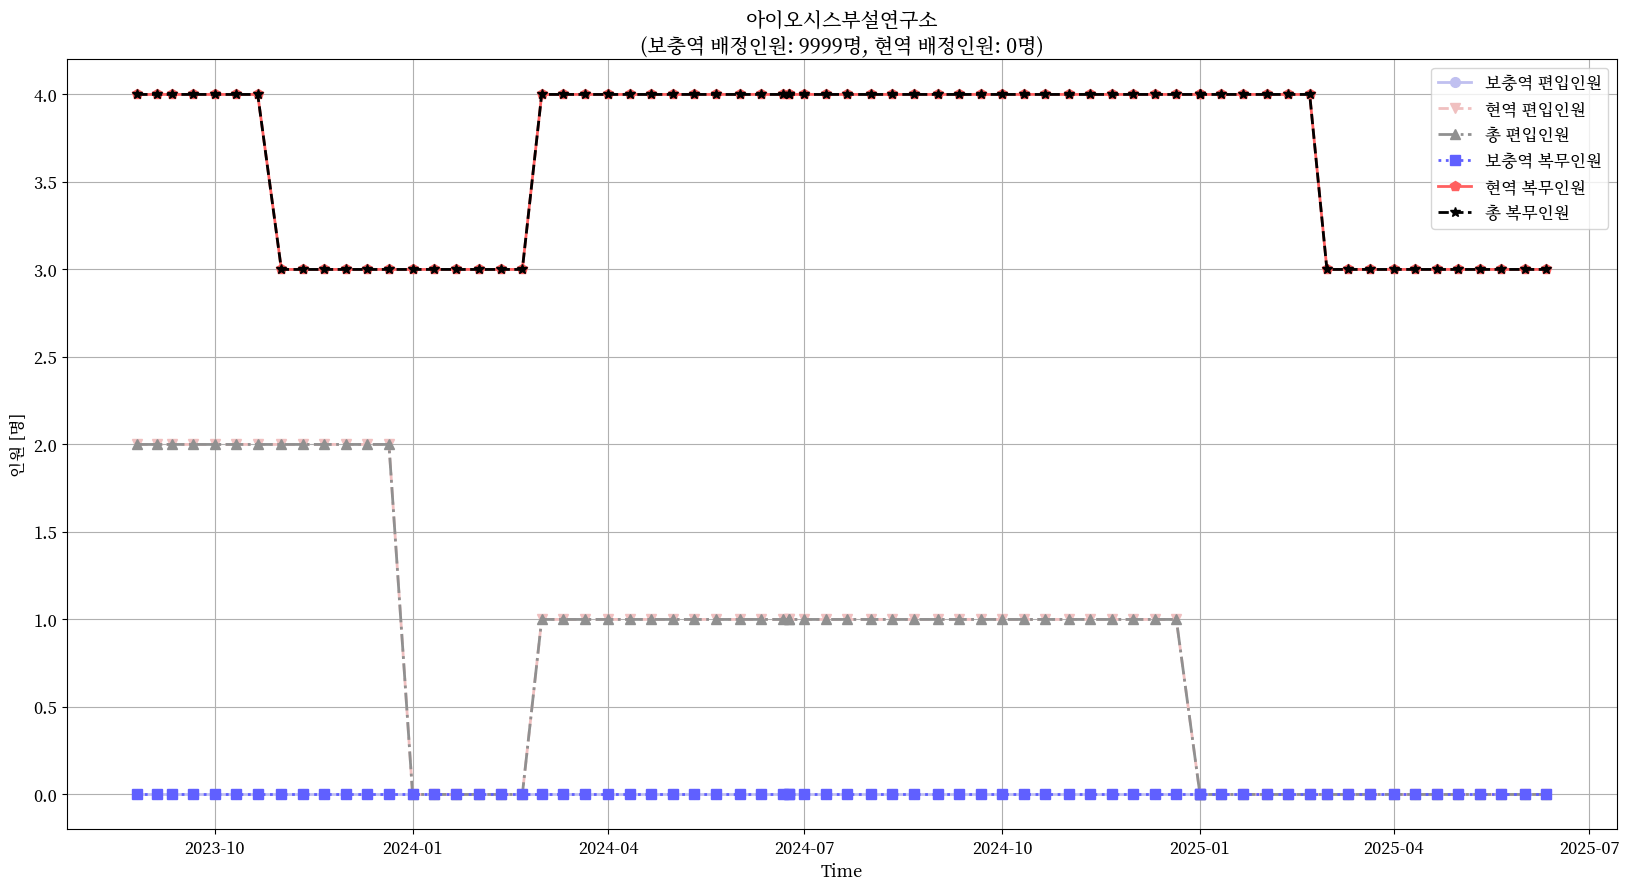 아이오시스부설연구소
(보충역 배정인원: 9999명, 현역 배정인원: 0명)
보충역 편입인원
현역 편입인원
총 편입인원
보충역 복무인원
현역 복무인원
총 복무인원
4.0
3.5
3.0
2.5
2.0
1.5
1.0
0.5
0.0
인원 [명]
2023-10
2024-01
2024-04
2024-07
2024-10
2025-01
2025-04
2025-07
Time